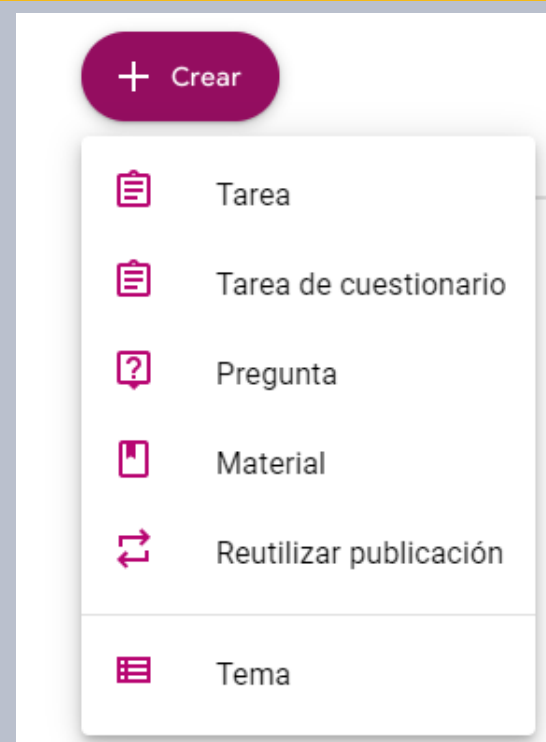 Crear
Tarea
Tarea de cuestionario
Pregunta
Material
Reutilizar publicación
Tema